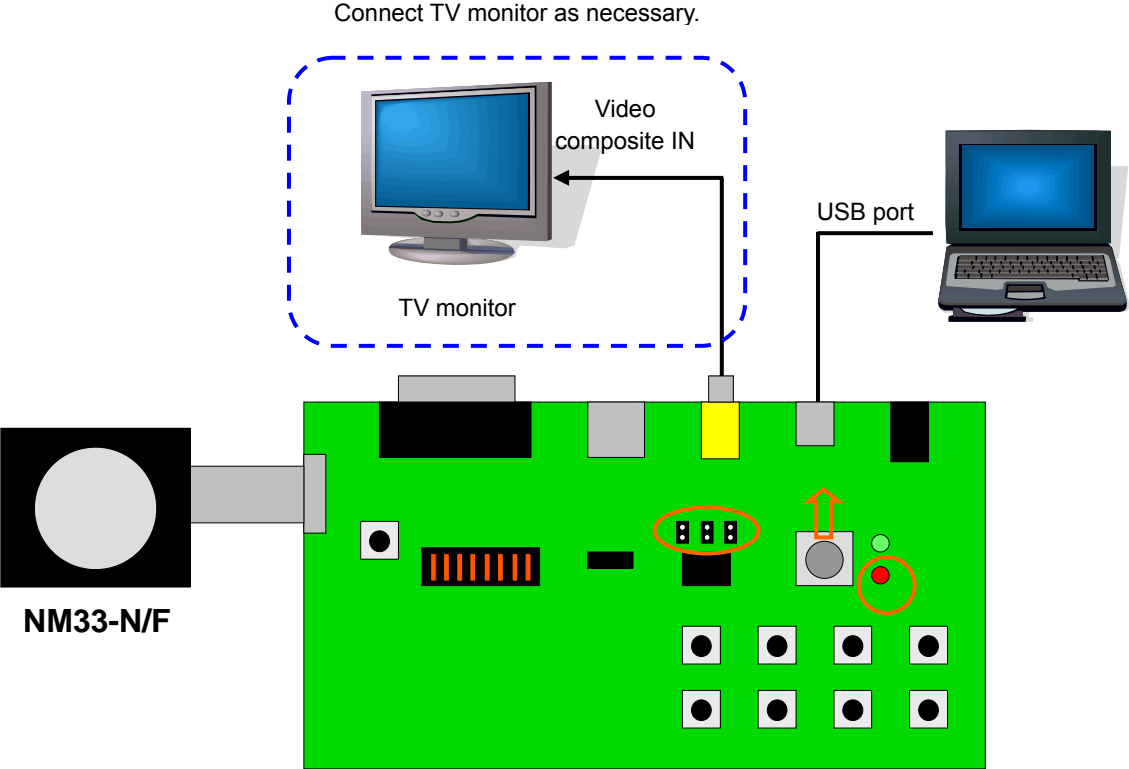 Connect TV monitor as necessary.
Video
composite IN
USB port
TV monitor
NM33-N/F